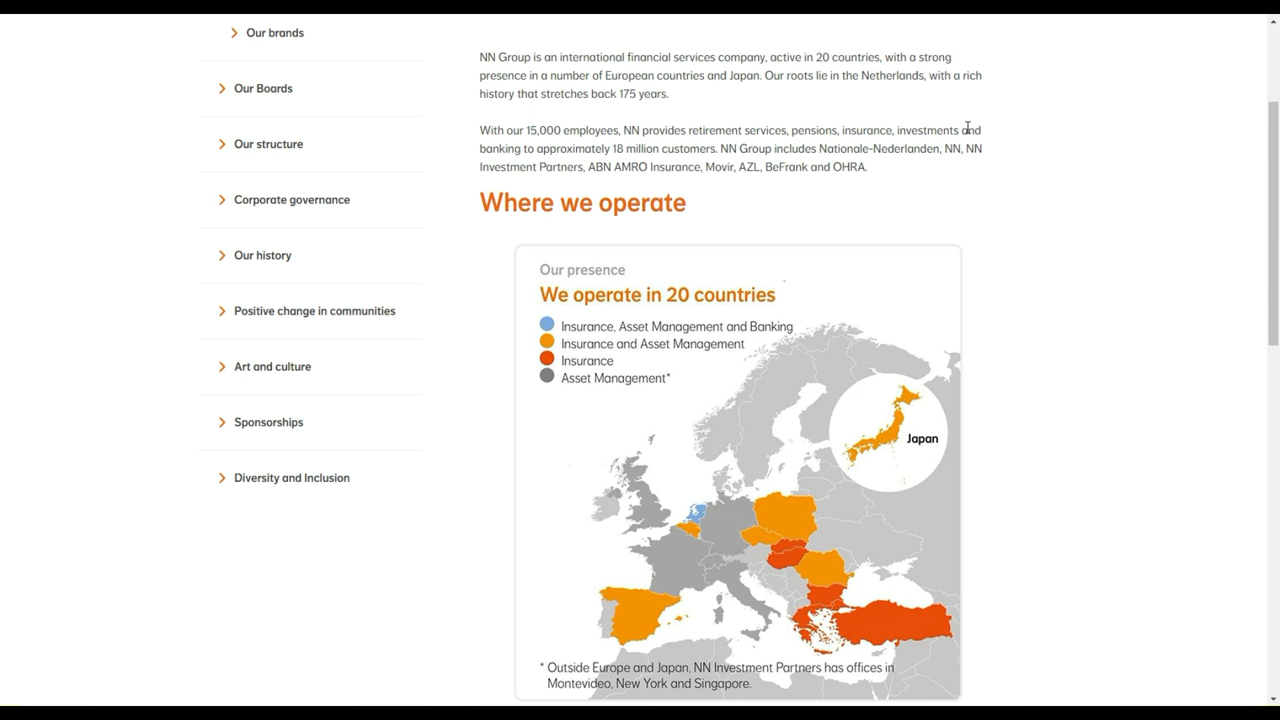 Our brands
Our Boards
Our structure
Corporate governance
Our history
Positive change in communities
Art and culture
Sponsorships
Diversity and Inclusion
NN Group is an international financial services company, active in 20 countries, with a strong
presence in a number of European countries and Japan. Our roots lie in the Netherlands, with a rich
history that stretches back 175 years.
With our 15,000 employees, NN provides retirement services, pensions, insurance, investments and
banking to approximately 18 million customers. NN Group includes Nationale-Nederlanden, NN, NN
Investment Partners, ABN AMRO Insurance, Movir, AZL, BeFrank and OHRA.
Where we operate
Our presence
We operate in 20 countries
Insurance, Asset Management and Banking
Insurance and Asset Management
Insurance
Asset Management*
Japan
* Outside Europe and Japan, NN Investment Partners has offices in
Montevideo, New York and Singapore.